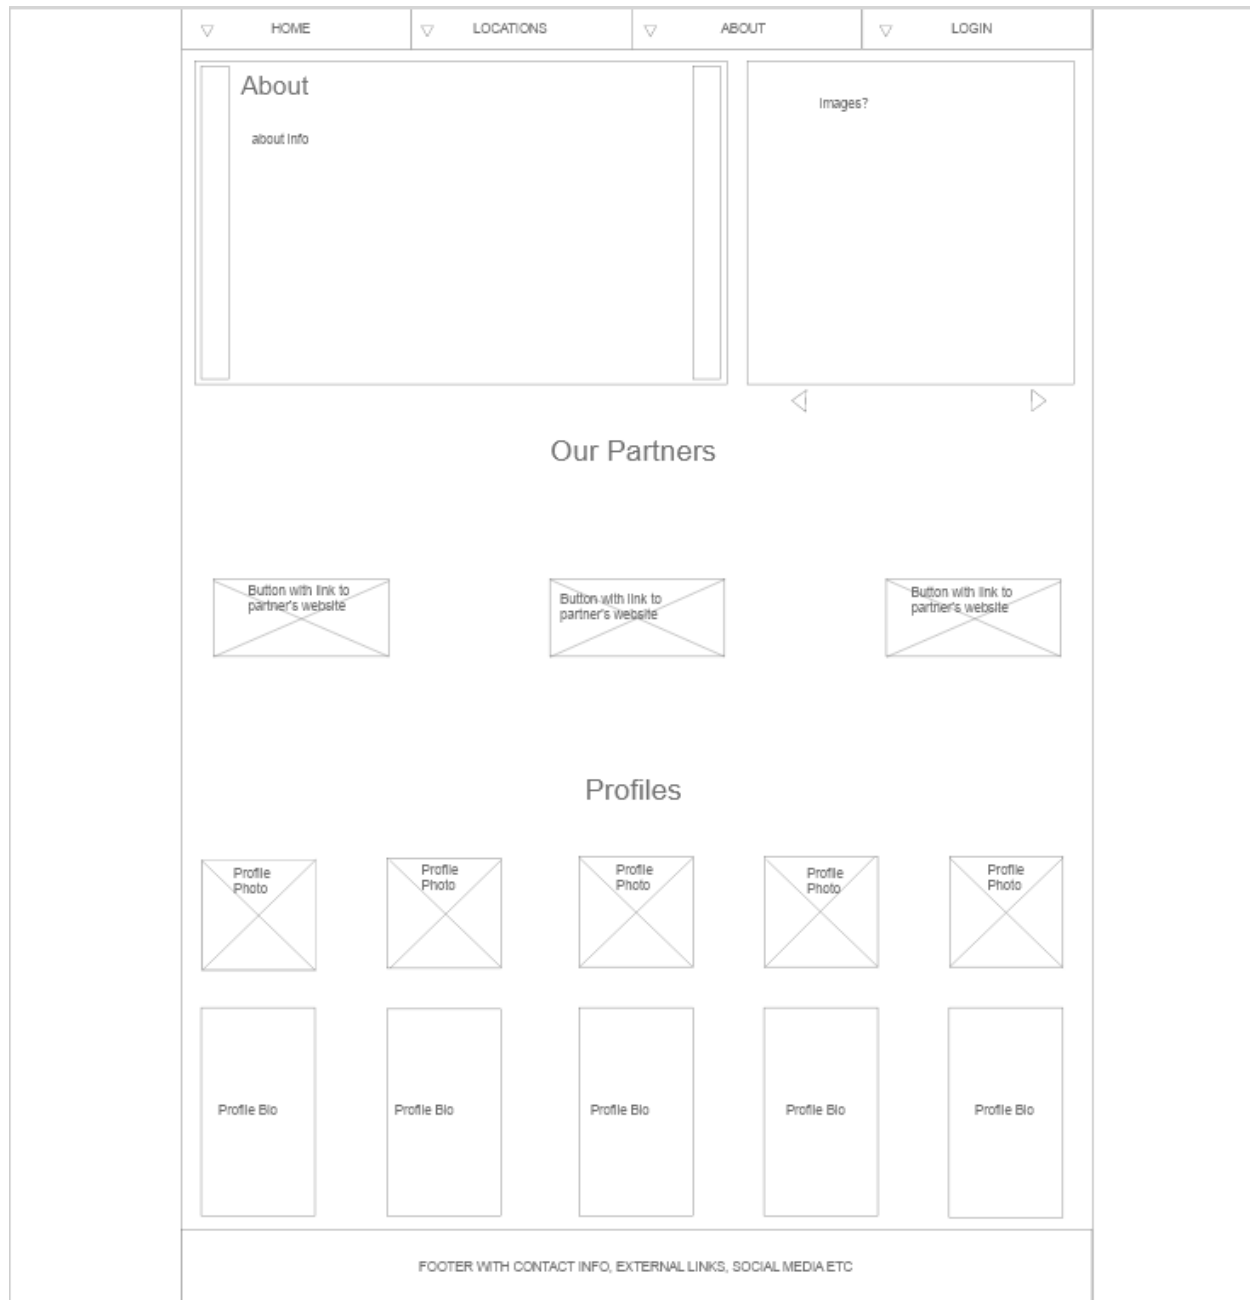 HOME LOCATIONS ABOUT LOGIN
About
about info
Images?
Our Partners
Button with link to
partner's website
Button with link to
partner's website
Button with link to
partner's website
Profiles
Profile
Photo
Profile
Photo
Profile
Photo
Profile
Photo
Profile
Photo
Profile Bio
Profile Bio
Profile Bio
Profile Bio
Profile Bio
FOOTER WITH CONTACT INFO, EXTERNAL LINKS, SOCIAL MEDIA ETC